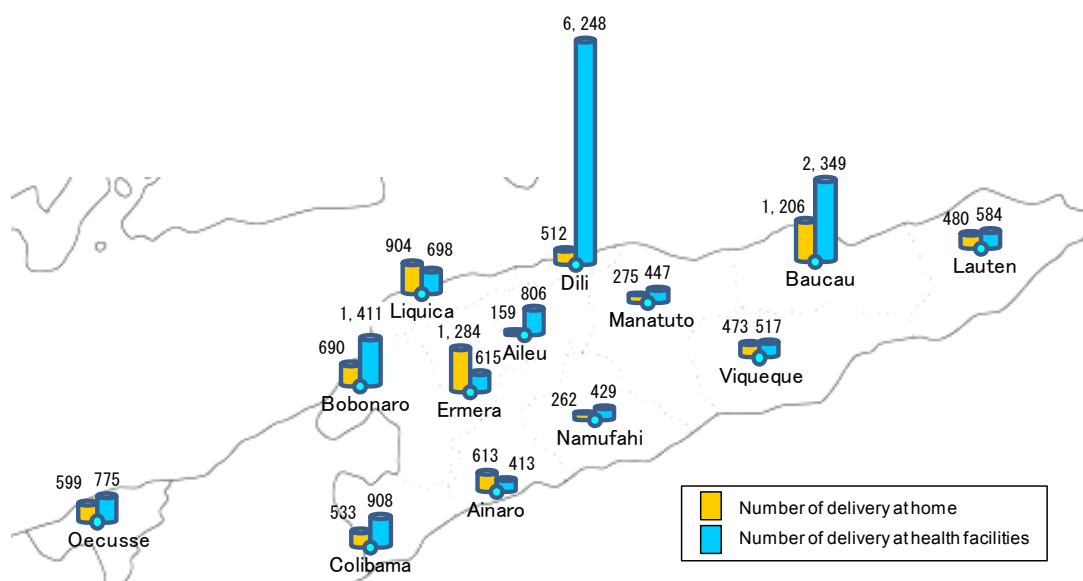 6, 248
512
Dili
2, 349
1, 206
Baucau
480 584
Lauten
904 698
Liquica
275 447
Manatuto
159 806
Aileu
1, 411
690
Bobonaro
1, 284
615
Ermera
473 517
Viqueque
262 429
Namufahi
613 413
Ainaro
599 775
Oecusse
533 908
Colibama
Number of delivery at home
Number of delivery at health facilities